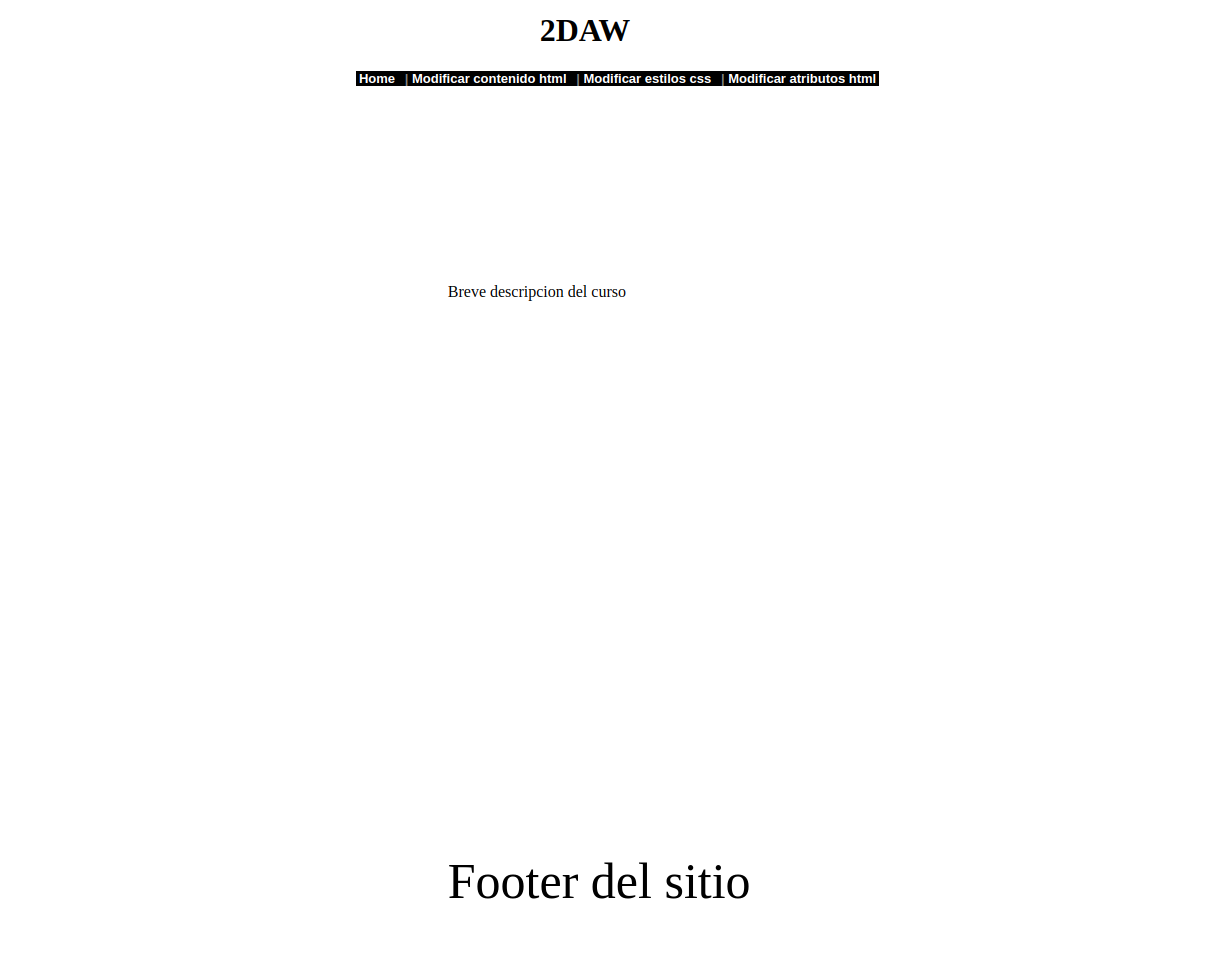 2DAW
Home | Modificar contenido html | Modificar estilos css | Modificar atributos html
Breve descripcion del curso
Footer del sitio